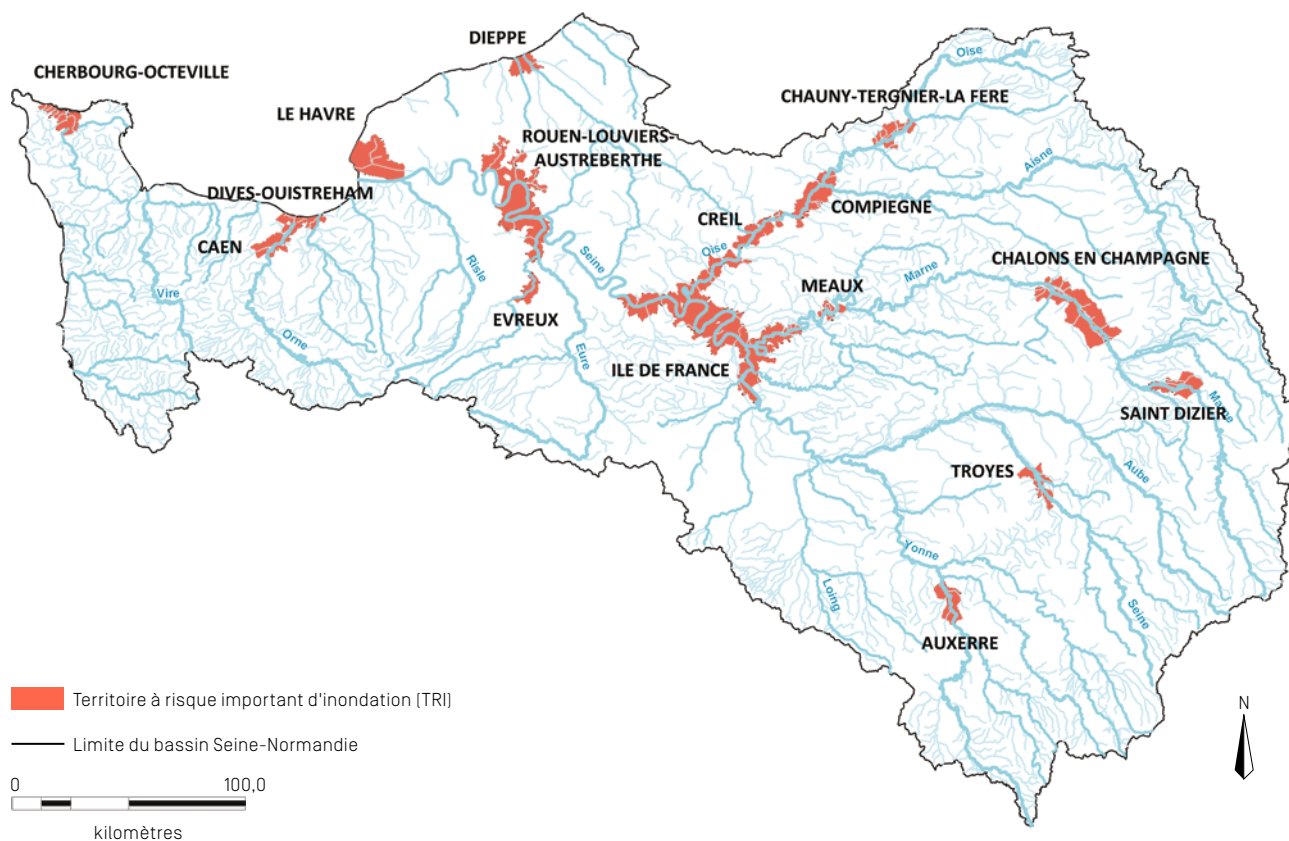 DIEPPE
Oise
CHERBOURG-OCTEVILLE
CHAUNY-TERGNIER-LA FERE
LE HAVRE
ROUEN-LOUVIERS-
AUSTREBERTHE
Aisne
DIVES-OUISTREHAM
COMPIEGNE
CREIL
CAEN
Oise
Seine
Marne
CHALONS EN CHAMPAGNE
Risle
MEAUX
Vire
EVREUX
Orne
Eure
ILE DE FRANCE
Marne
SAINT DIZIER
TROYES
Aube
Yonne
Loing
Seine
AUXERRE
Territoire à risque important d'inondation (TRI)
Limite du bassin Seine-Normandie
N
0 100,0
kilomètres